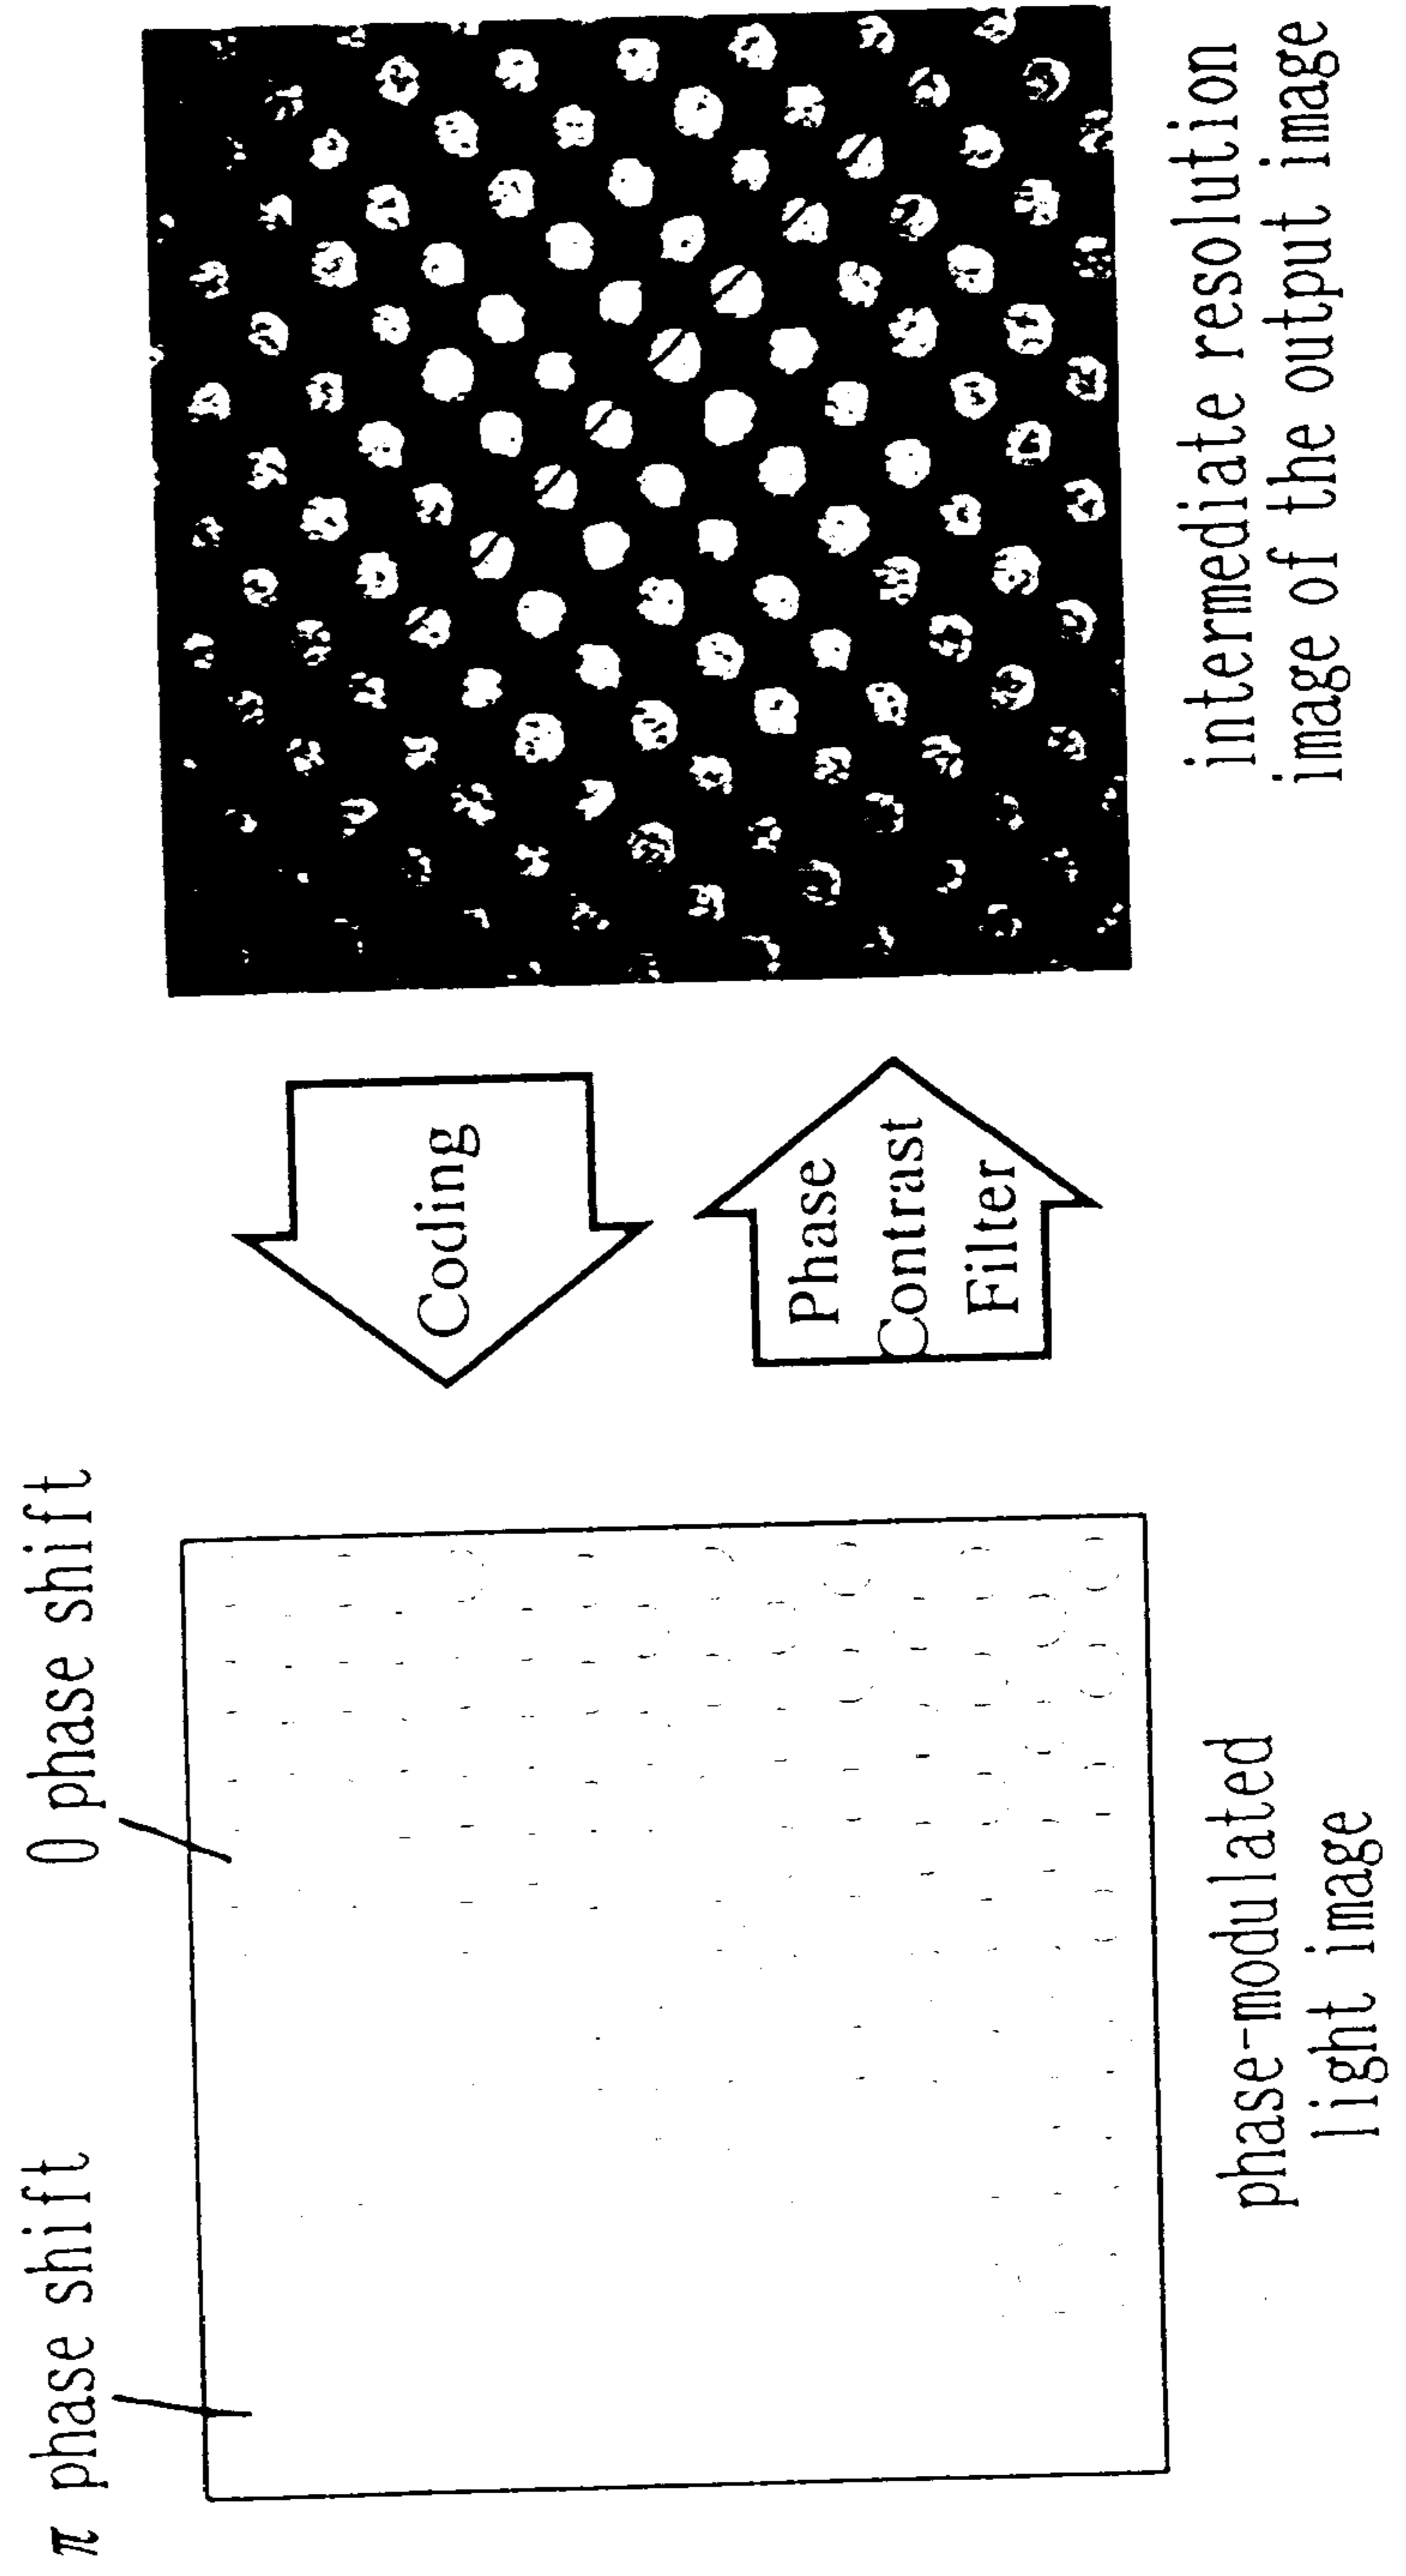 π phase shift
0 phase shift
Coding
Phase
Contrast
Filter
phase-modulated
light image
intermediate resolution
image of the output image